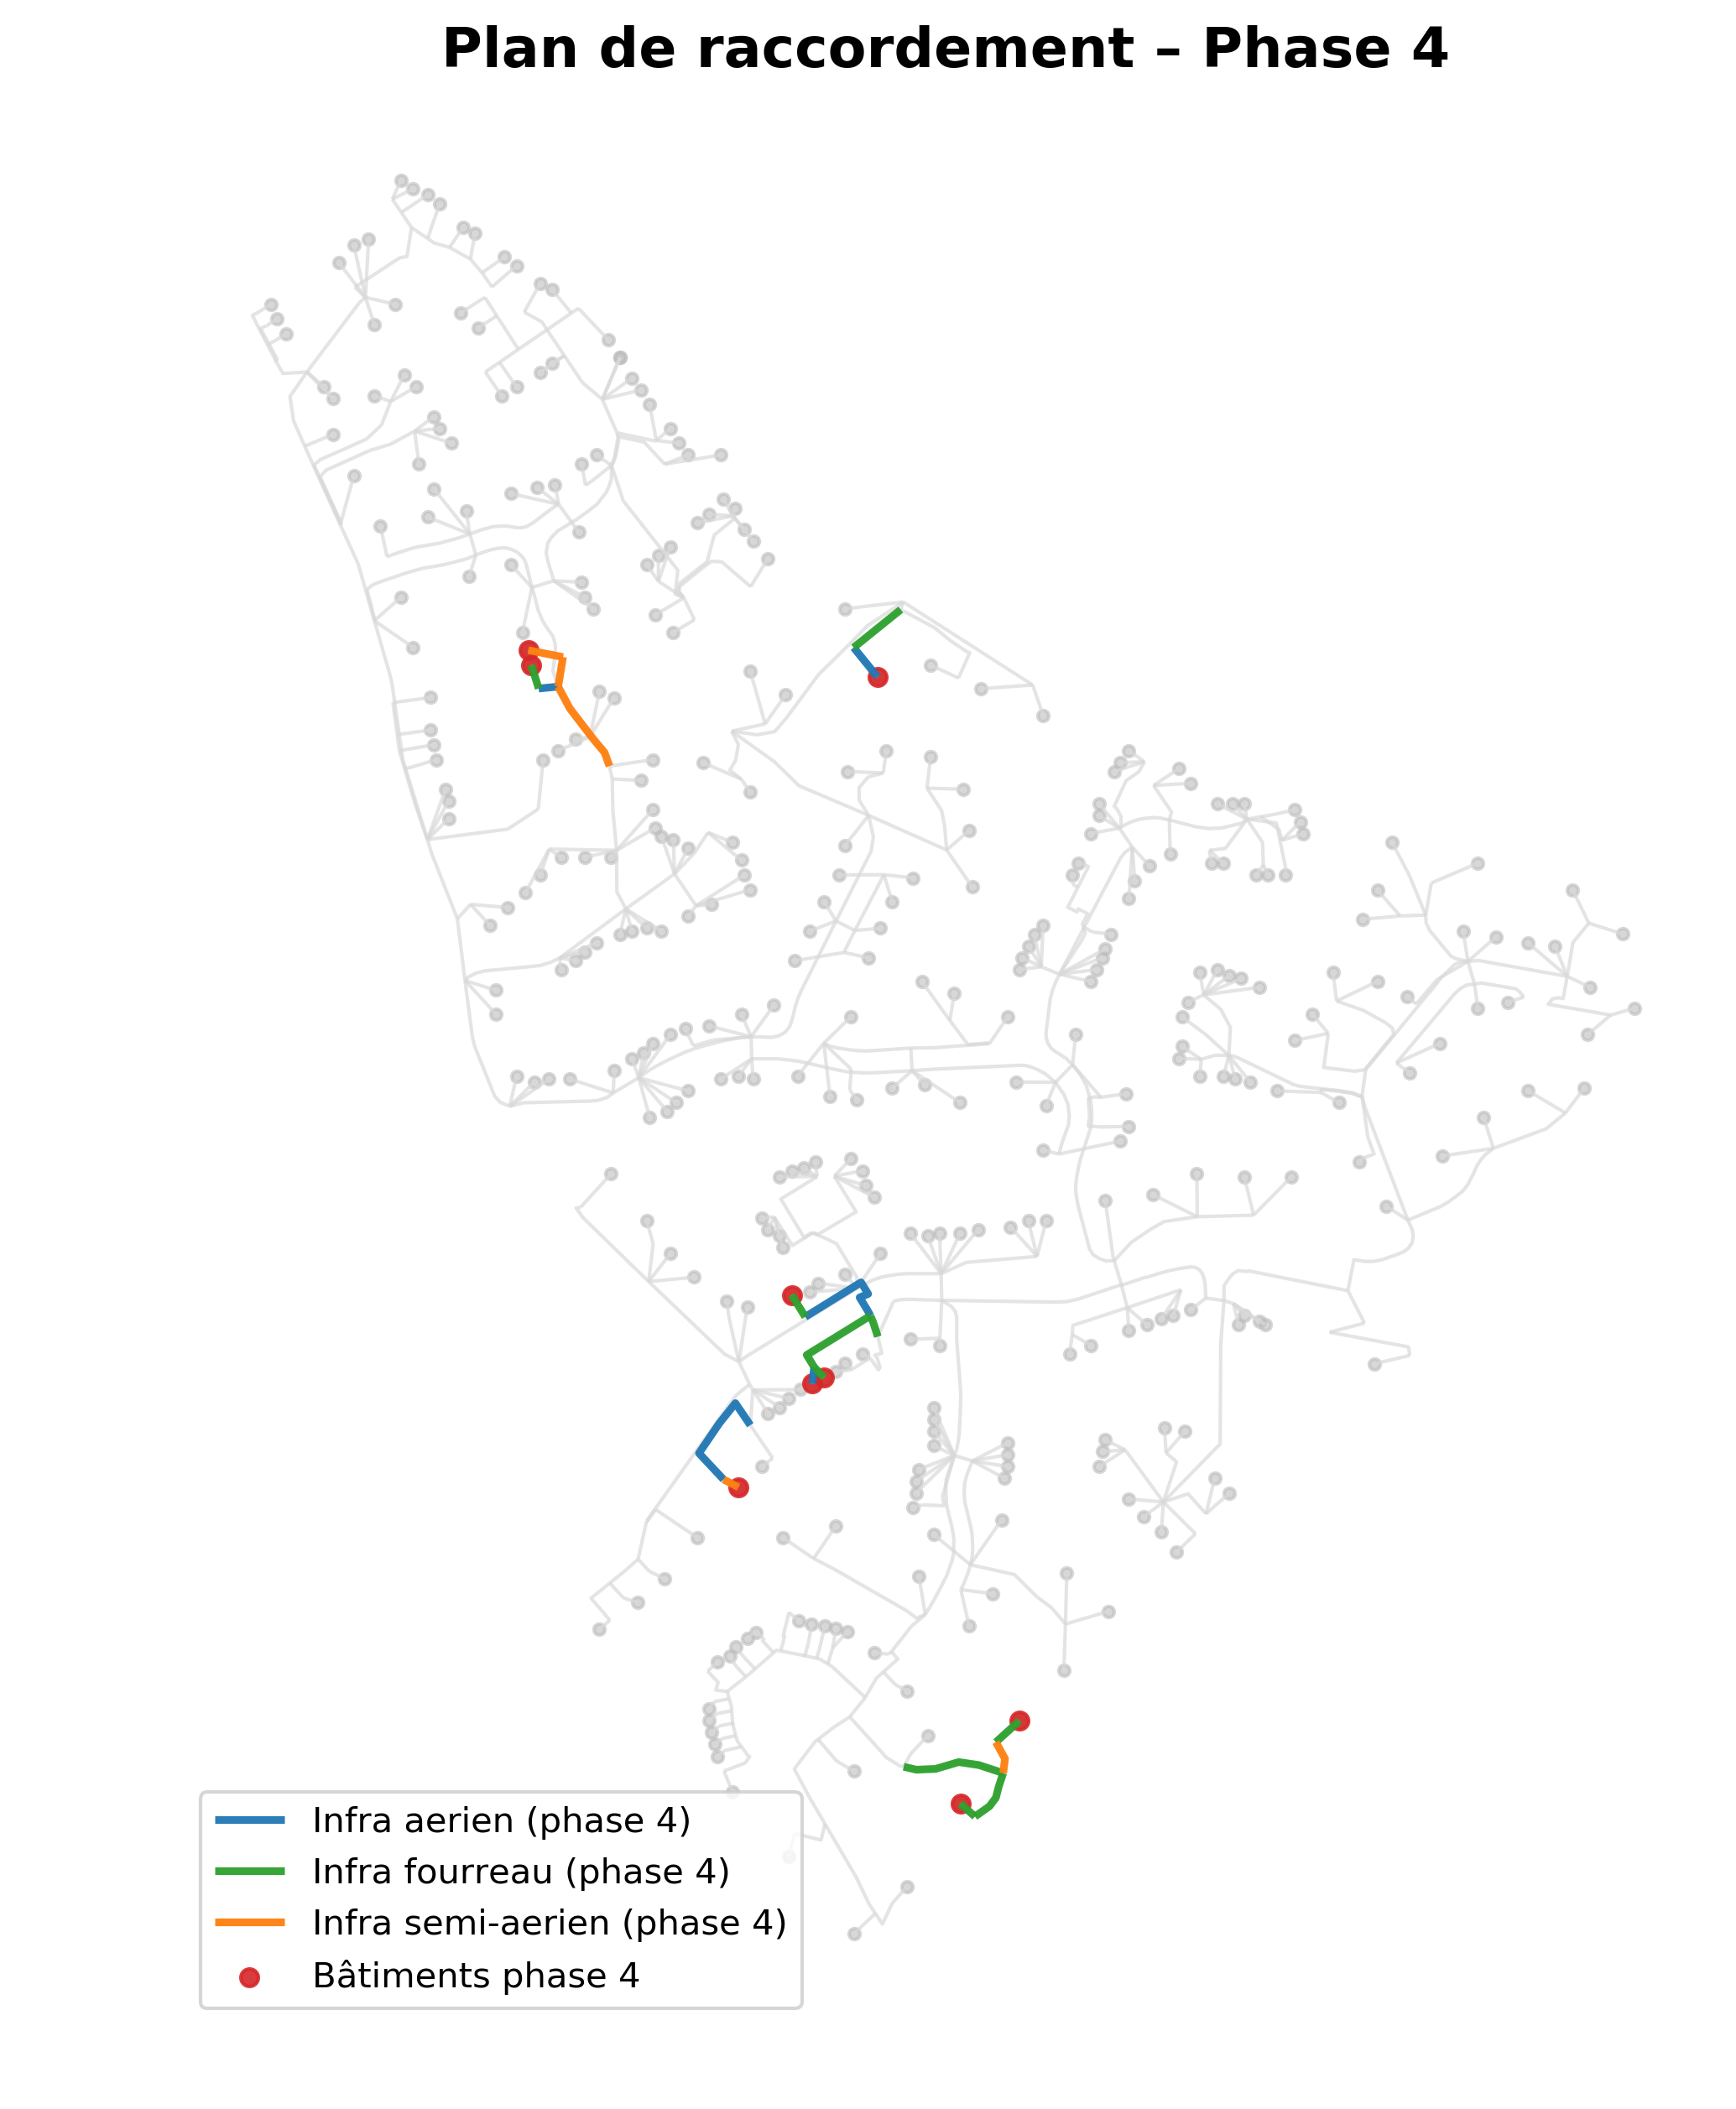 Plan de raccordement – Phase 4
Infra aerien (phase 4)
Infra fourreau (phase 4)
Infra semi-aerien (phase 4)
Bâtiments phase 4